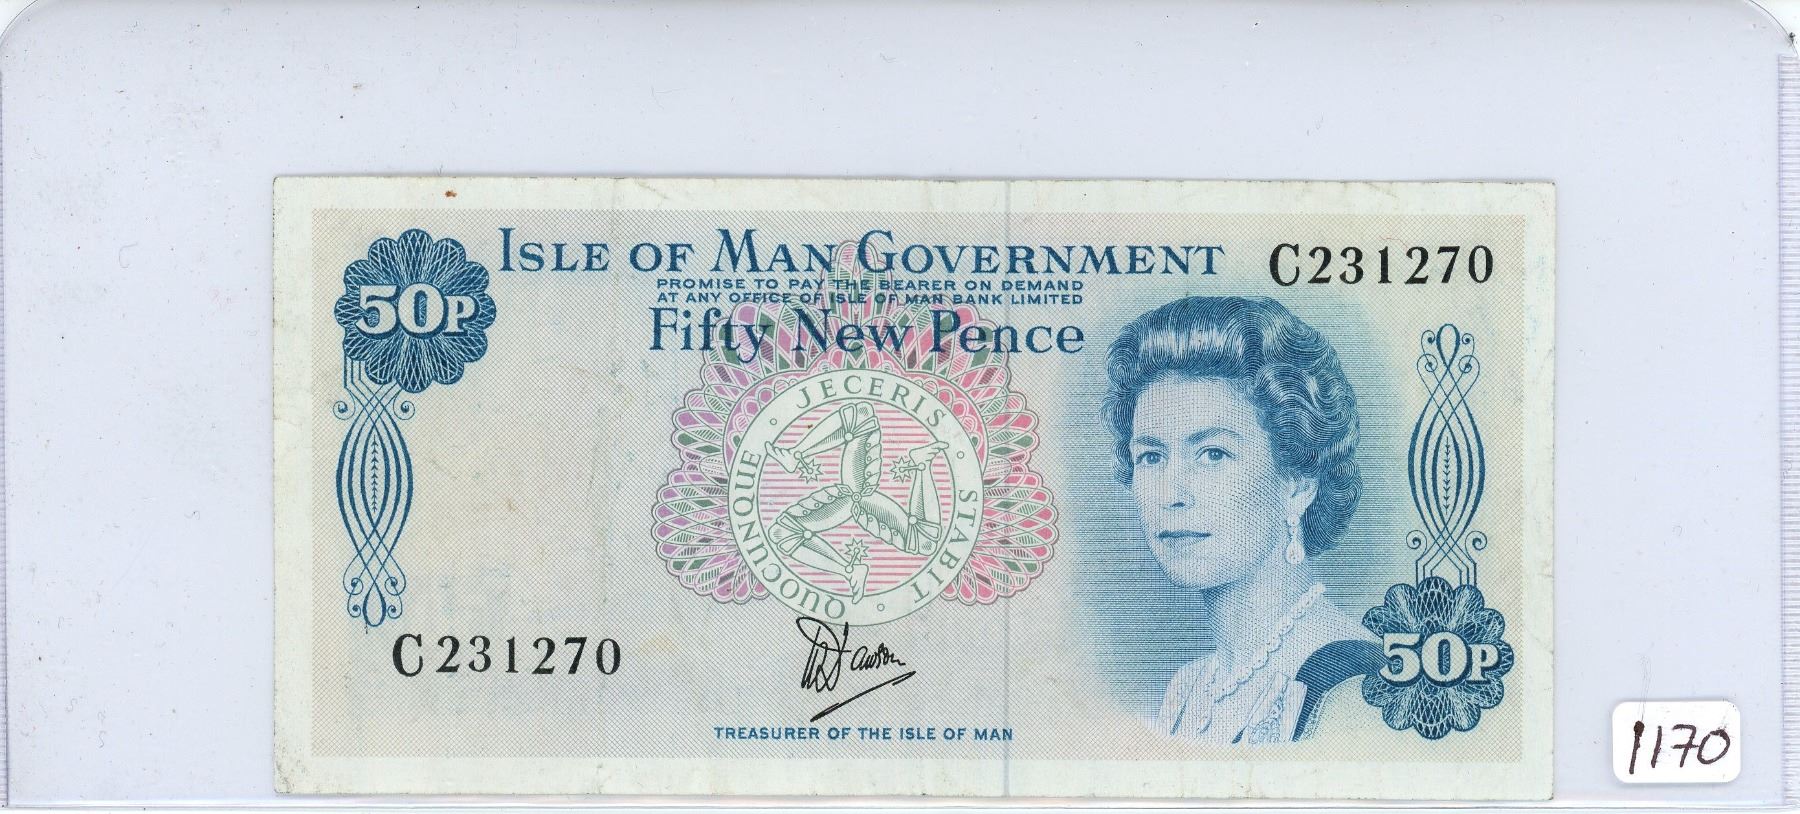 ISLE OF MAN GOVERNMENT
C231270
PROMISE TO PAY THE BEARER ON DEMAND
AT ANY OFFICE OF ISLE OF MAN BANK LIMITED
Fifty New Pence
50P
QUOCUNQUE · JECERIS · STABIT ·
C231270
W Dawson
TREASURER OF THE ISLE OF MAN
50P
1170